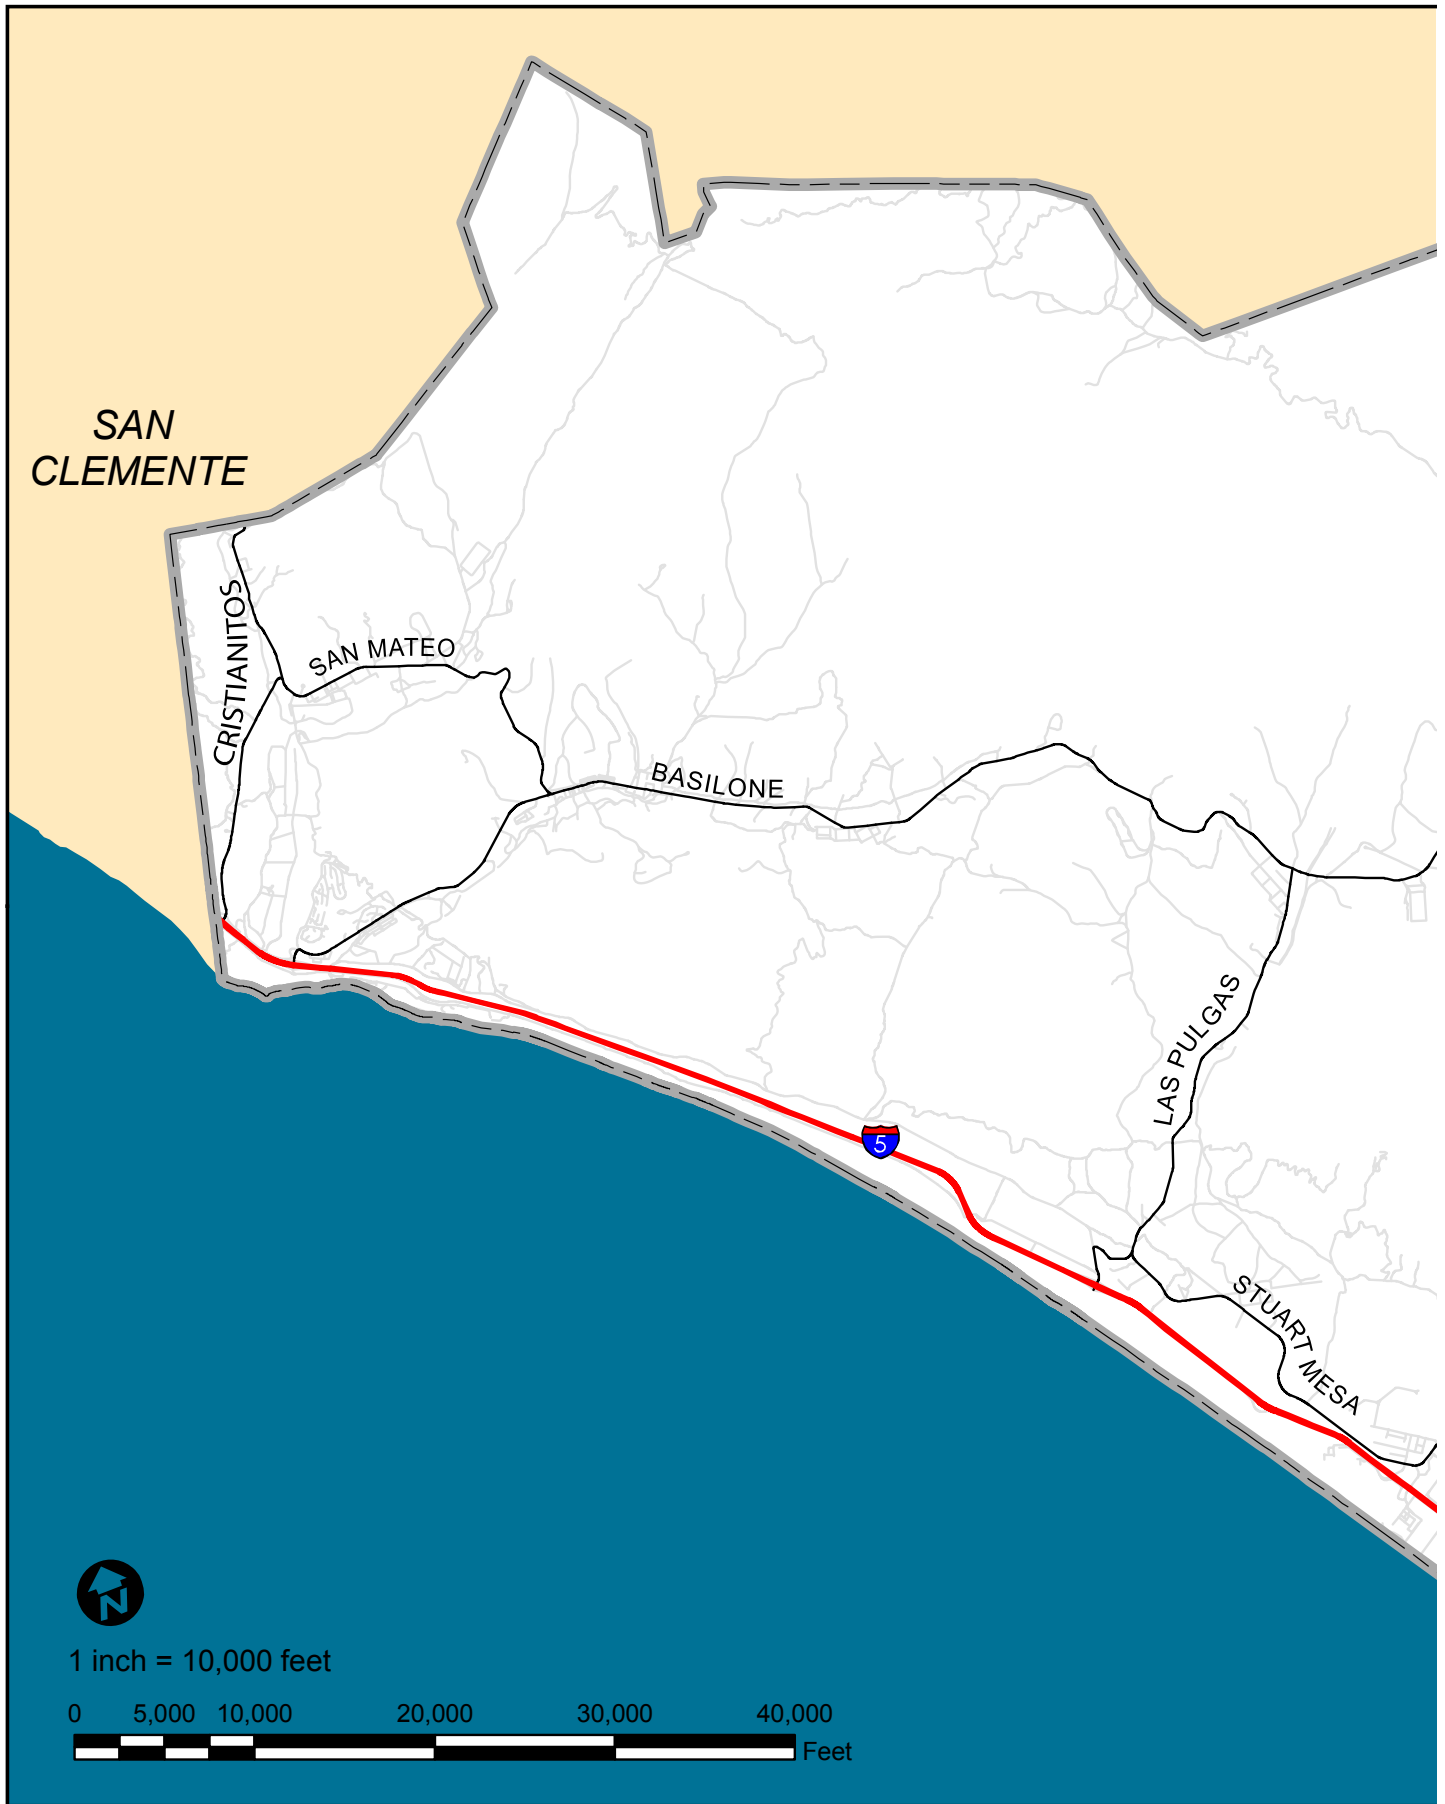 SAN
CLEMENTE
CRISTIANITOS
SAN MATEO
BASILONE
LAS PULGAS
5
STUART MESA
N
1 inch = 10,000 feet
0 5,000 10,000 20,000 30,000 40,000
Feet